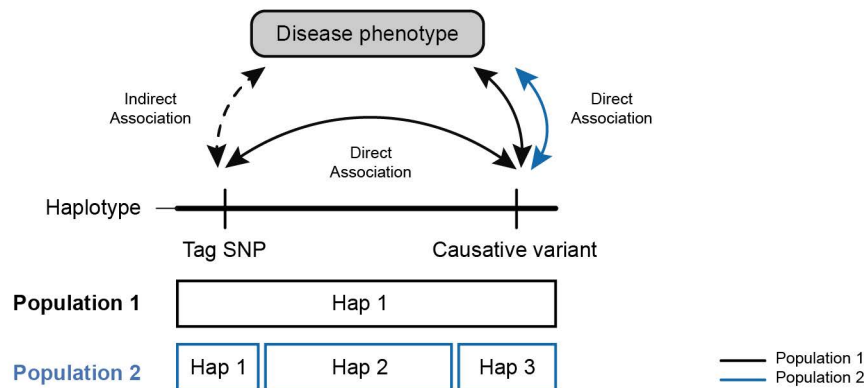 Disease phenotype
Indirect
Association
Direct
Association
Direct
Association
Haplotype
Tag SNP
Causative variant
Population 1
Hap 1
Population 2
Hap 1
Hap 2
Hap 3
Population 1
Population 2